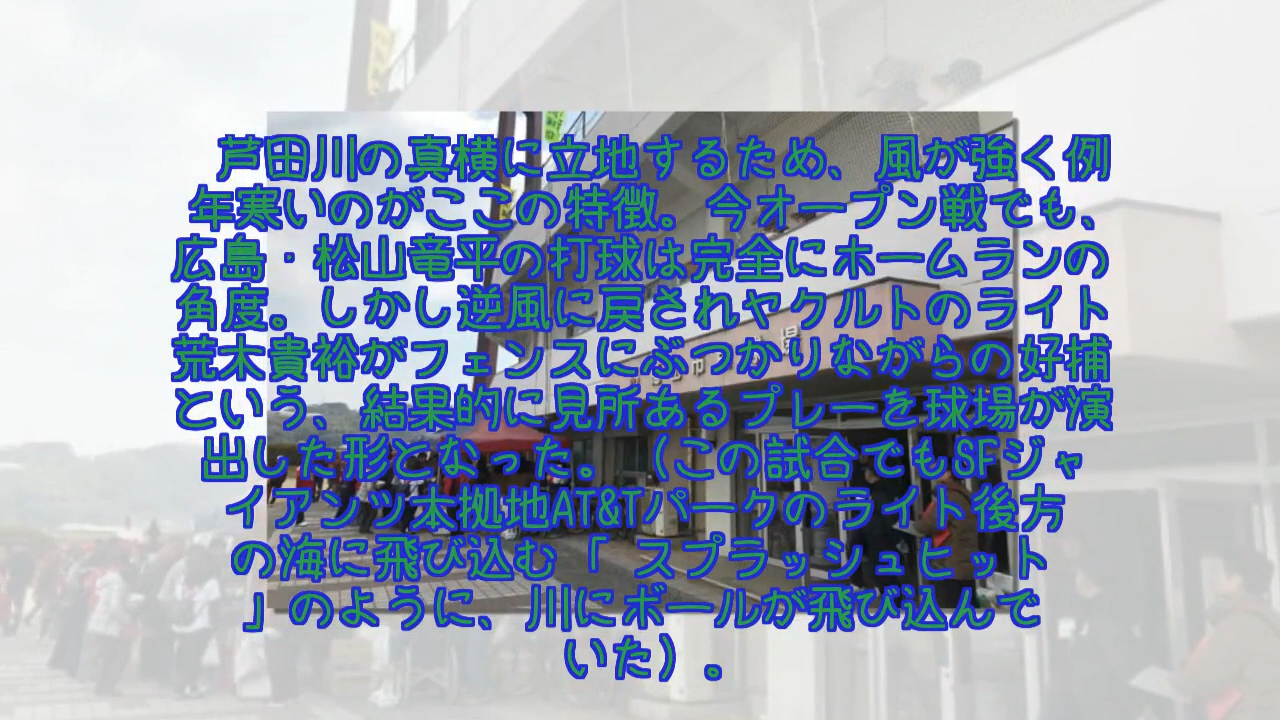 芦田川の真横に立地するため、風が強く例
年寒いのがここの特徴。今オープン戦でも、
広島・松山竜平の打球は完全にホームランの
角度。しかし逆風に戻されヤクルトのライト
荒木貴裕がフェンスにぶつかりながらの好捕
という、結果的に見所あるプレーを球場が演
出した形となった。（この試合でもSFジャ
イアンツ本拠地AT&Tパークのライト後方
の海に飛び込む「 スプラッシュヒット
」のように、川にボールが飛び込んで
いた）。